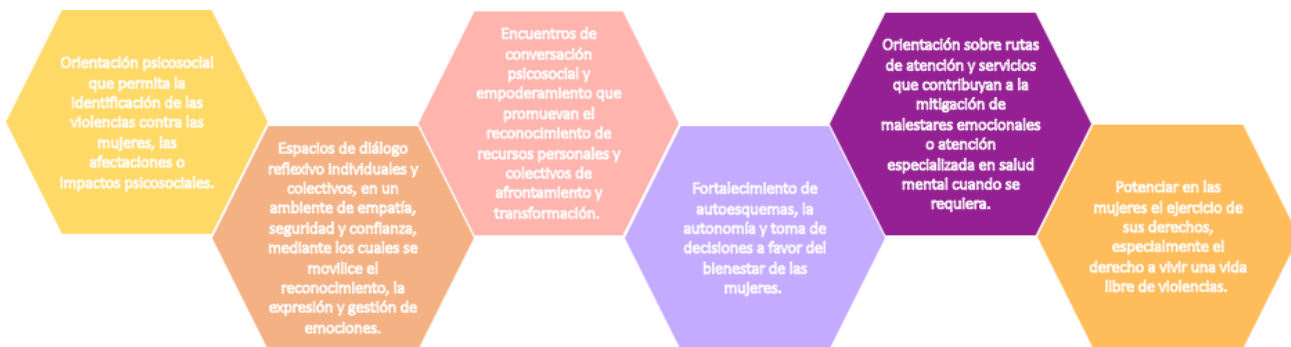 Orientación psicosocial
que permita la
identificación de las
violencias contra las
mujeres, las
afectaciones o
impactos psicosociales.
Espacios de diálogo
reflexivo individuales y
colectivos, en un
ambiente de empatía,
seguridad y confianza,
mediante los cuales se
movilice el
reconocimiento, la
expresión y gestión de
emociones.
Encuentros de
conversación
psicosocial y
empoderamiento que
promuevan el
reconocimiento de
recursos personales y
colectivos de
afrontamiento y
transformación.
Fortalecimiento de
autoesquemas, la
autonomía y toma de
decisiones a favor del
bienestar de las
mujeres.
Orientación sobre rutas
de atención y servicios
que contribuyan a la
mitigación de
malestares emocionales
o atención
especializada en salud
mental cuando se
requiera.
Potenciar en las
mujeres el ejercicio de
sus derechos,
especialmente el
derecho a vivir una vida
libre de violencias.